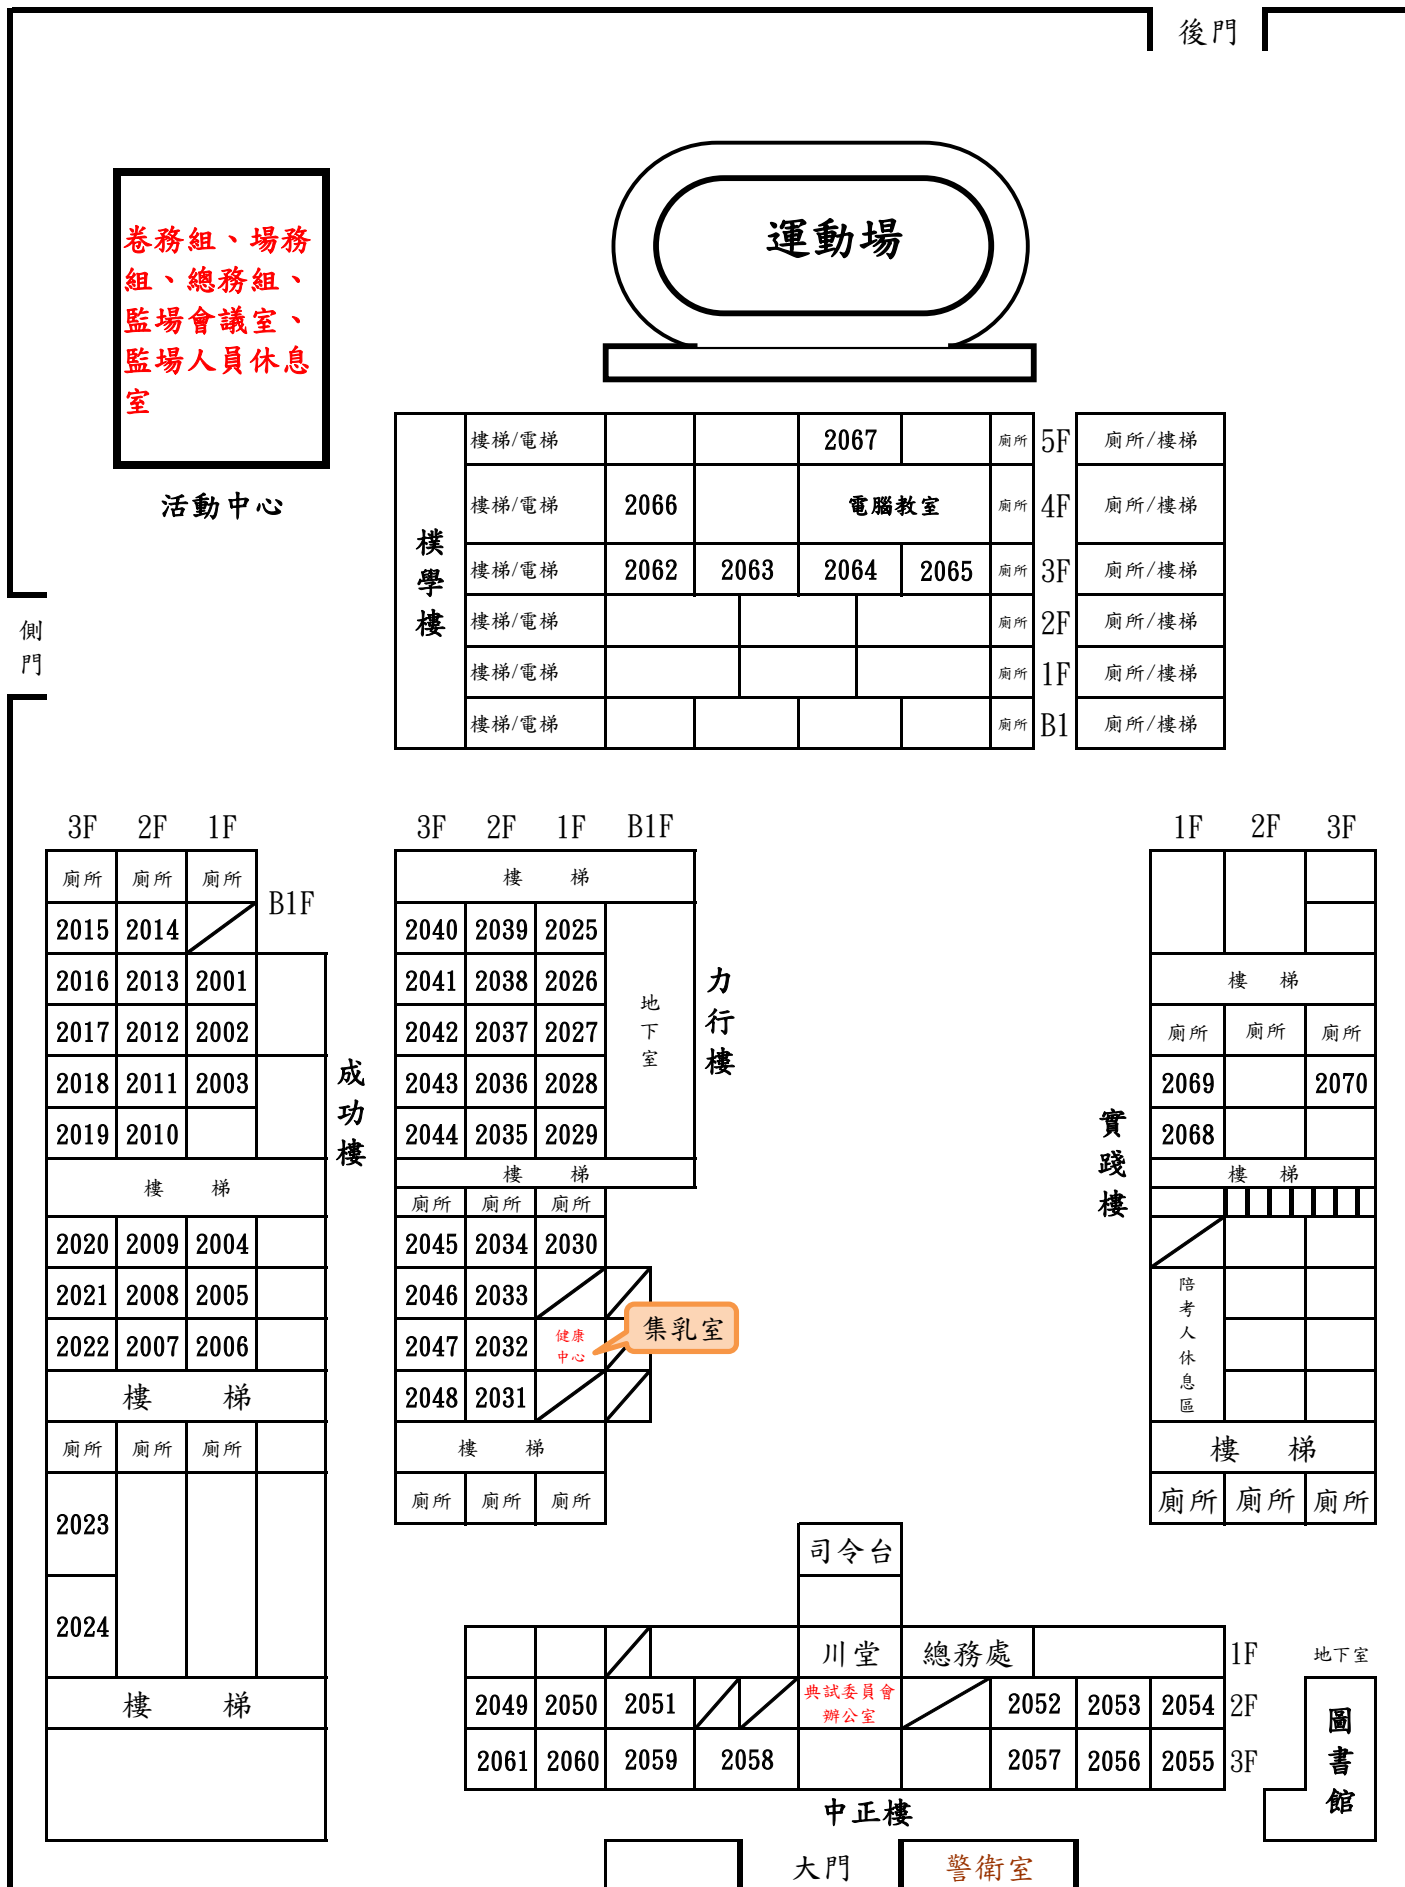 後門
運動場
卷務組、場務
組、總務組、
監場會議室、
監場人員休息
室
活動中心
側
門
樸
學
樓
樓梯/電梯 2067 廁所 5F 廁所/樓梯
樓梯/電梯 2066 電腦教室 廁所 4F 廁所/樓梯
樓梯/電梯 2062 2063 2064 2065 廁所 3F 廁所/樓梯
樓梯/電梯 廁所 2F 廁所/樓梯
樓梯/電梯 廁所 1F 廁所/樓梯
樓梯/電梯 廁所 B1 廁所/樓梯
3F 2F 1F
廁所 廁所 廁所
B1F
2015 2014
2016 2013 2001
2017 2012 2002
2018 2011 2003
2019 2010
樓 梯
2020 2009 2004
2021 2008 2005
2022 2007 2006
樓 梯
廁所 廁所 廁所
2023
2024
樓 梯
成
功
樓
3F 2F 1F B1F
樓 梯
2040 2039 2025
2041 2038 2026
2042 2037 2027
2043 2036 2028
2044 2035 2029
地
下
室
樓 梯
廁所 廁所 廁所
2045 2034 2030
2046 2033
2047 2032
健康
中心
集乳室
2048 2031
樓 梯
廁所 廁所 廁所
力
行
樓
1F 2F 3F
樓 梯
廁所 廁所 廁所
2069 2070
2068
樓 梯
陪
考
人
休
息
區
樓 梯
廁所 廁所 廁所
實
踐
樓
司令台
川堂 總務處 1F
2049 2050 2051
典試委員會
辦公室
2052 2053 2054 2F
2061 2060 2059 2058 2057 2056 2055 3F
中正樓
地下室
圖
書
館
大門
警衛室